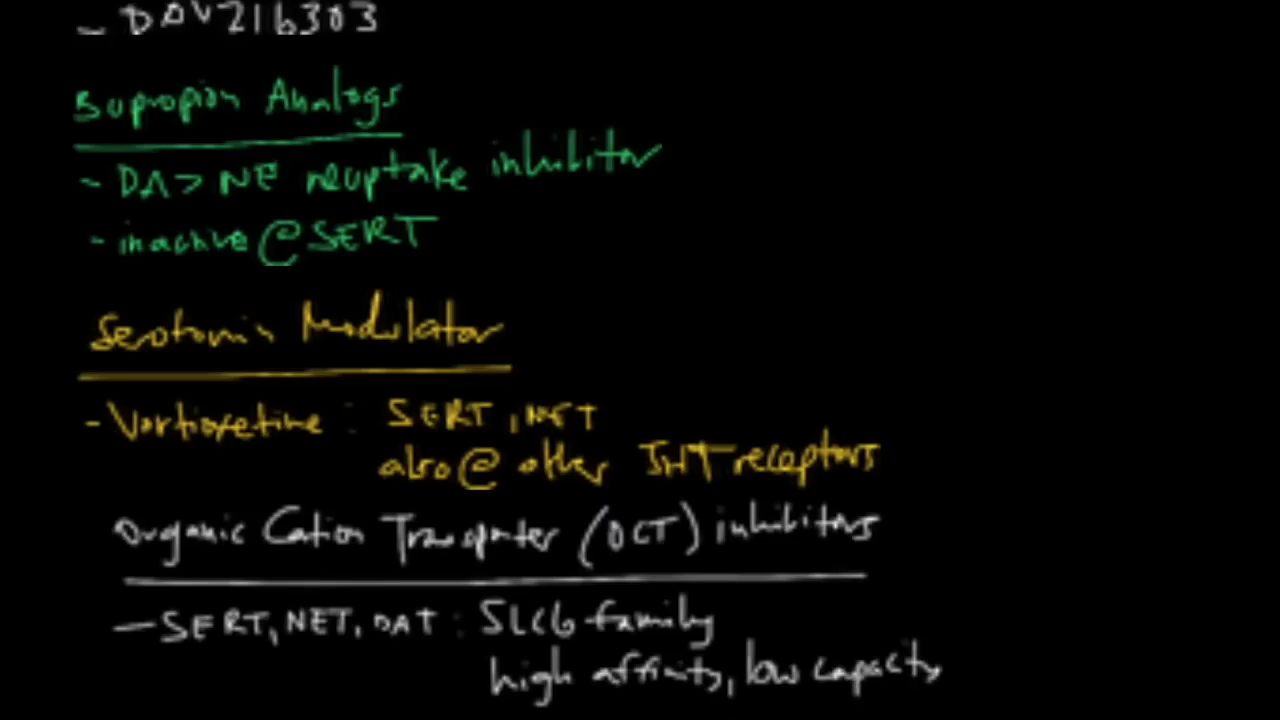 - DOV216303
Bupropion Analogs
- DA > NE reuptake inhibitor
- inactive @ SERT
Serotonin Modulator
- Vortioxetine : SERT, NET
also @ other 5HT receptors
Organic Cation Transporter (OCT) inhibitors
- SERT, NET, DAT : SLC6 family
high affinity, low capacity